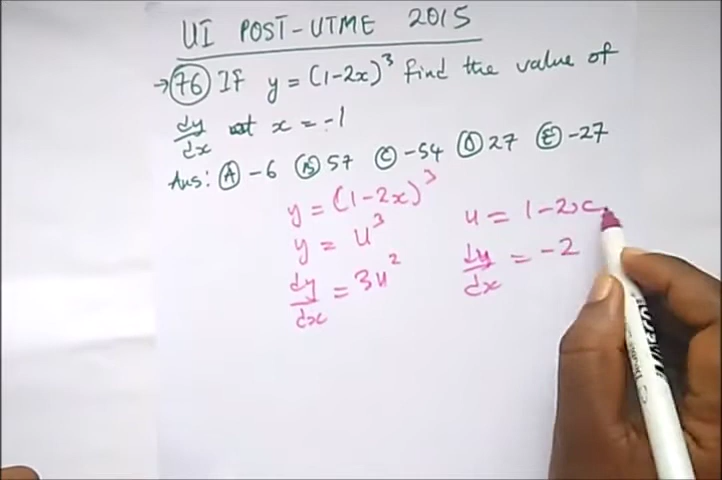 UI POST-UTME 2015
→ 76 If y = (1-2x)³ find the value of
dy/dx at x = -1
Ans: A -6 B 57 C -54 D 27 E -27
y = (1-2x)³
y = u³
dy/dx = 3u²
u = 1-2x
dy/dx = -2